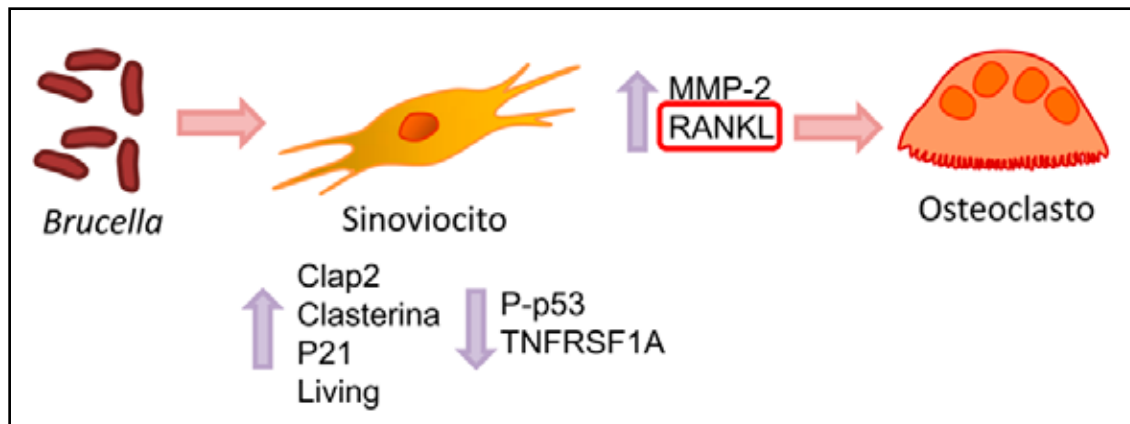 MMP-2
RANKL
Brucella
Sinoviocito
Osteoclasto
Clap2
Clasterina
P21
Living
P-p53
TNFRSF1A